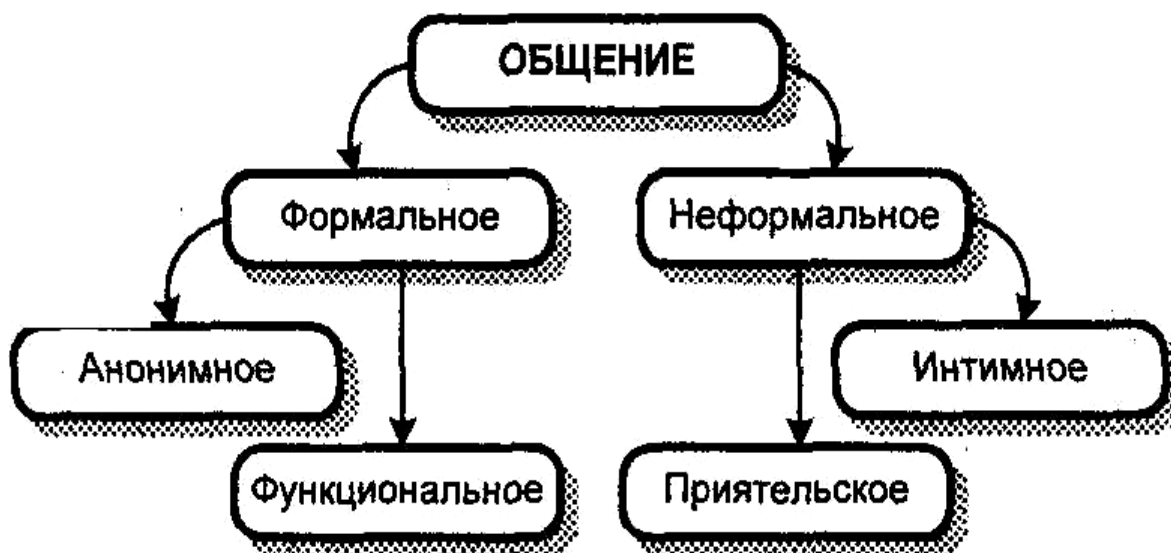 ОБЩЕНИЕ
Формальное
Неформальное
Анонимное
Интимное
Функциональное
Приятельское